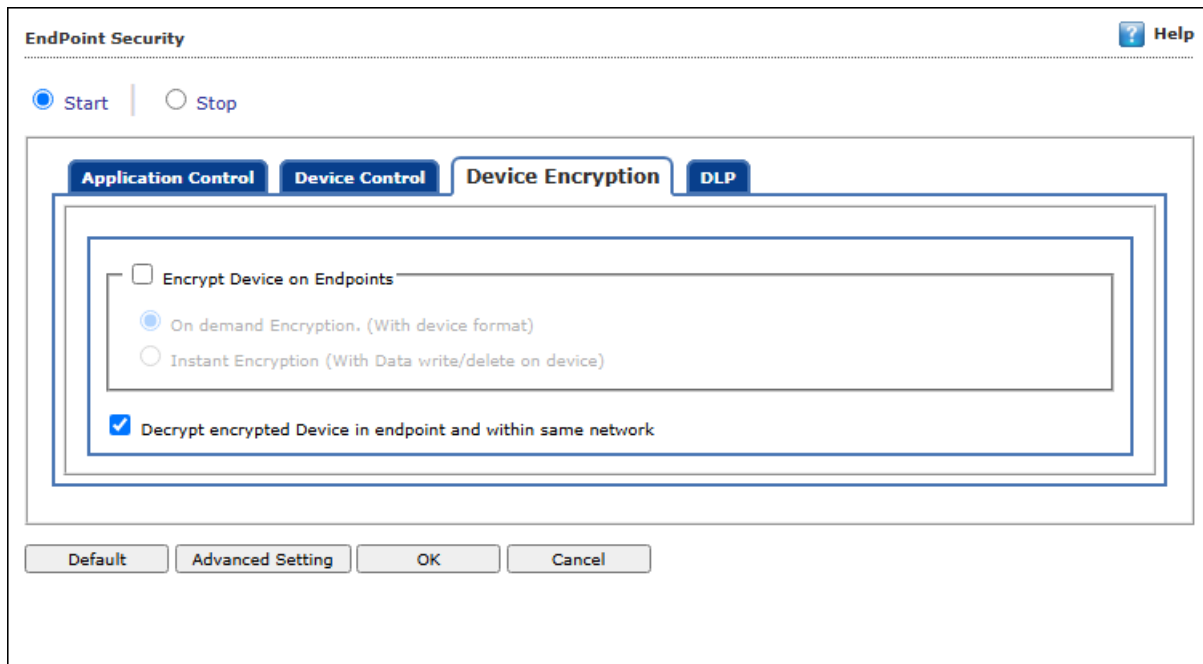 EndPoint Security
? Help
Start Stop
Application Control Device Control Device Encryption DLP
Encrypt Device on Endpoints
On demand Encryption. (With device format)
Instant Encryption (With Data write/delete on device)
Decrypt encrypted Device in endpoint and within same network
Default Advanced Setting OK Cancel